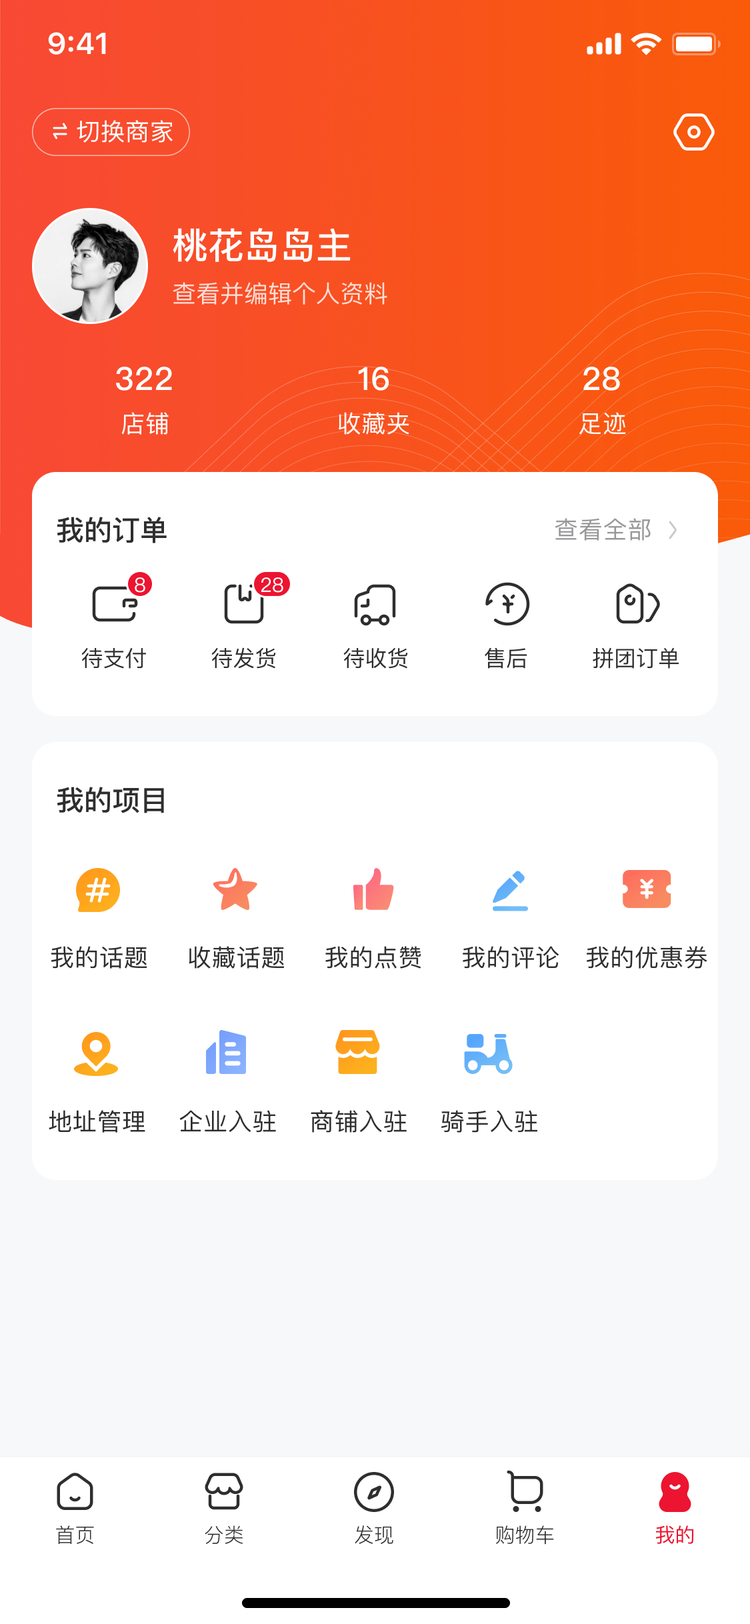 9:41
切换商家
桃花岛岛主
查看并编辑个人资料
322 16 28
店铺 收藏夹 足迹
我的订单 查看全部
8 28
待支付 待发货 待收货 售后 拼团订单
我的项目
我的话题 收藏话题 我的点赞 我的评论 我的优惠券
地址管理 企业入驻 商铺入驻 骑手入驻
首页 分类 发现 购物车 我的